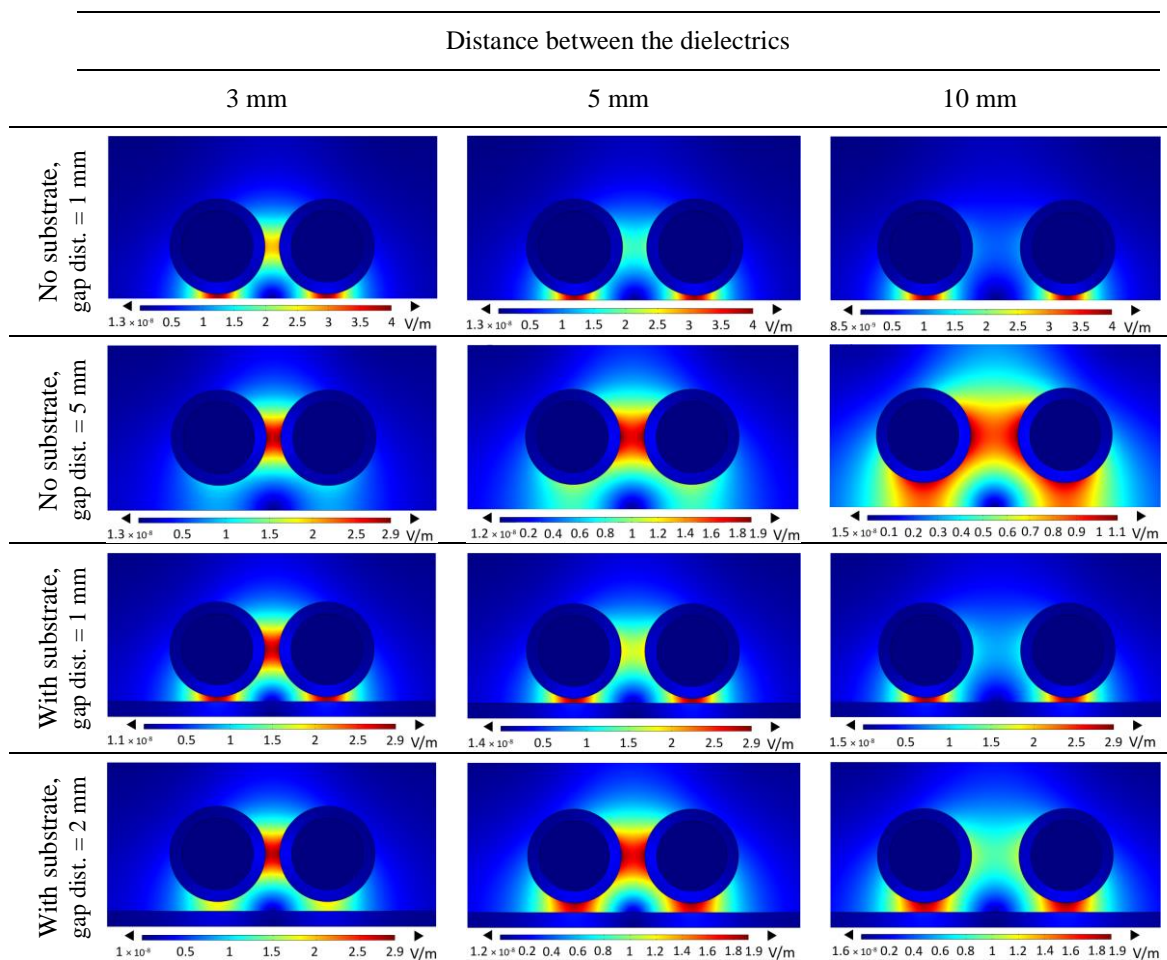 Distance between the dielectrics
3 mm 5 mm 10 mm
No substrate,
gap dist. = 1 mm
1.3 × 10⁻⁸ 0.5 1 1.5 2 2.5 3 3.5 4 V/m
1.3 × 10⁻⁸ 0.5 1 1.5 2 2.5 3 3.5 4 V/m
8.5 × 10⁻⁹ 0.5 1 1.5 2 2.5 3 3.5 4 V/m
No substrate,
gap dist. = 5 mm
1.3 × 10⁻⁸ 0.5 1 1.5 2 2.5 2.9 V/m
1.2 × 10⁻⁸ 0.2 0.4 0.6 0.8 1 1.2 1.4 1.6 1.8 1.9 V/m
1.5 × 10⁻⁸ 0.1 0.2 0.3 0.4 0.5 0.6 0.7 0.8 0.9 1 1.1 V/m
With substrate,
gap dist. = 1 mm
1.1 × 10⁻⁸ 0.5 1 1.5 2 2.5 2.9 V/m
1.4 × 10⁻⁸ 0.5 1 1.5 2 2.5 2.9 V/m
1.5 × 10⁻⁸ 0.5 1 1.5 2 2.5 2.9 V/m
With substrate,
gap dist. = 2 mm
0.5 1 1.5 2 2.5 2.9 V/m
1.2 × 10⁻⁸ 0.2 0.4 0.6 0.8 1 1.2 1.4 1.6 1.8 1.9 V/m
0.2 0.4 0.6 0.8 1 1.2 1.4 1.6 1.8 1.9 V/m